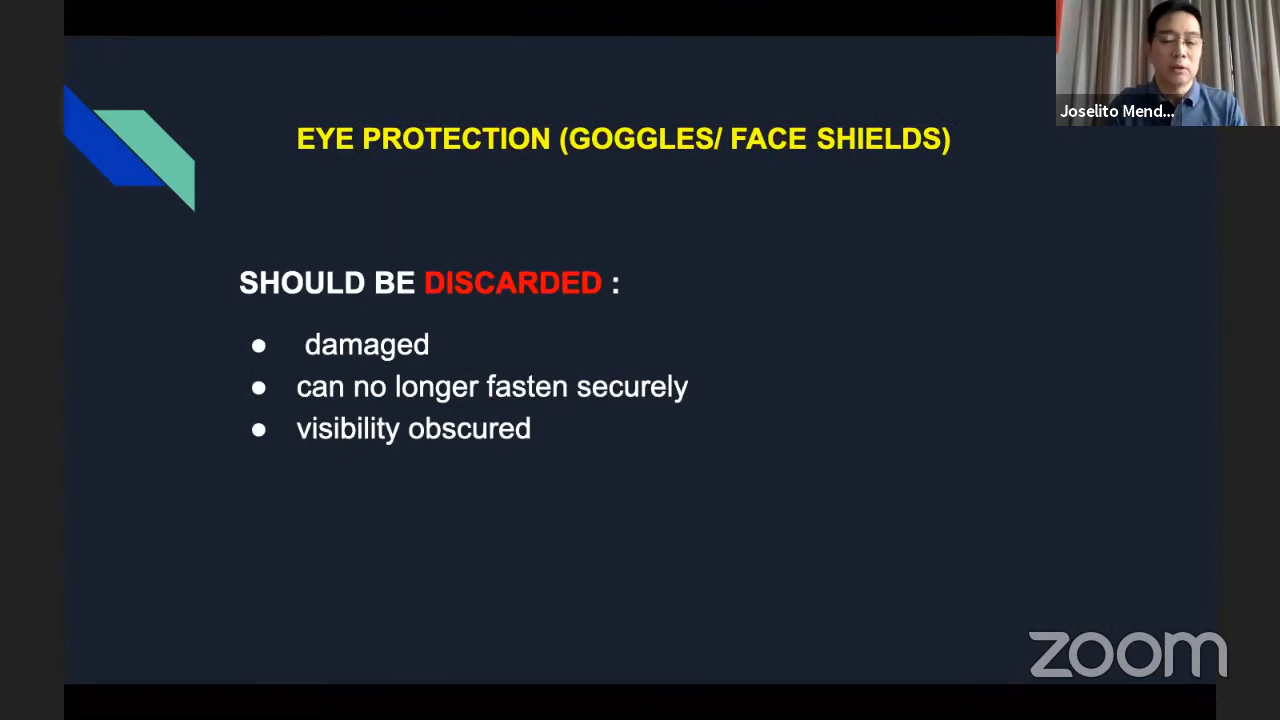 EYE PROTECTION (GOGGLES/ FACE SHIELDS)
Joselito Mend...
SHOULD BE DISCARDED :
● damaged
● can no longer fasten securely
● visibility obscured
zoom